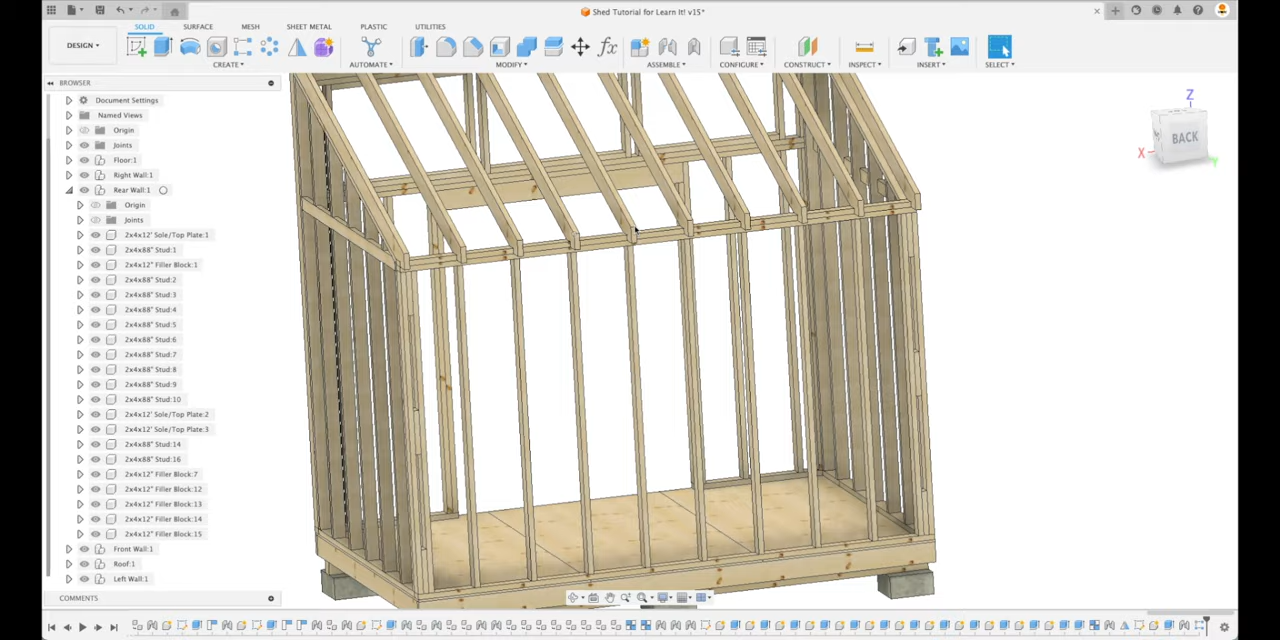 Shed Tutorial for Learn It! v15*
SOLID SURFACE MESH SHEET METAL PLASTIC UTILITIES
DESIGN
CREATE AUTOMATE MODIFY ASSEMBLE CONFIGURE CONSTRUCT INSPECT INSERT SELECT
BROWSER
Document Settings
Named Views
Origin
Joints
Floor:1
Right Wall:1
Rear Wall:1
Origin
Joints
2x4x12' Sole/Top Plate:1
2x4x88" Stud:1
2x4x12" Filler Block:1
2x4x88" Stud:2
2x4x88" Stud:3
2x4x88" Stud:4
2x4x88" Stud:5
2x4x88" Stud:6
2x4x88" Stud:7
2x4x88" Stud:8
2x4x88" Stud:9
2x4x88" Stud:10
2x4x12' Sole/Top Plate:2
2x4x12' Sole/Top Plate:3
2x4x88" Stud:14
2x4x88" Stud:16
2x4x12" Filler Block:7
2x4x12" Filler Block:12
2x4x12" Filler Block:13
2x4x12" Filler Block:14
2x4x12" Filler Block:15
Front Wall:1
Roof:1
Left Wall:1
COMMENTS
Z
BACK
X
Y